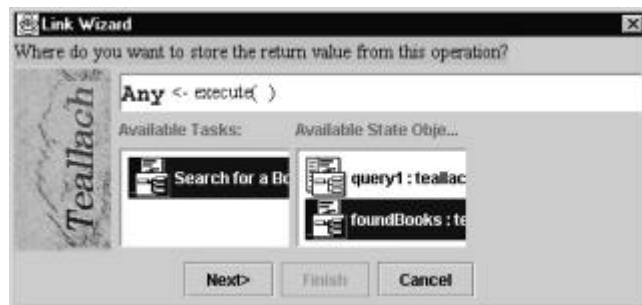 Link Wizard
Where do you want to store the return value from this operation?
Any <- execute( )
Teallach
Available Tasks:
Available State Obje...
Search for a Bo
query1 : teallac
foundBooks : te
Next>
Finish
Cancel